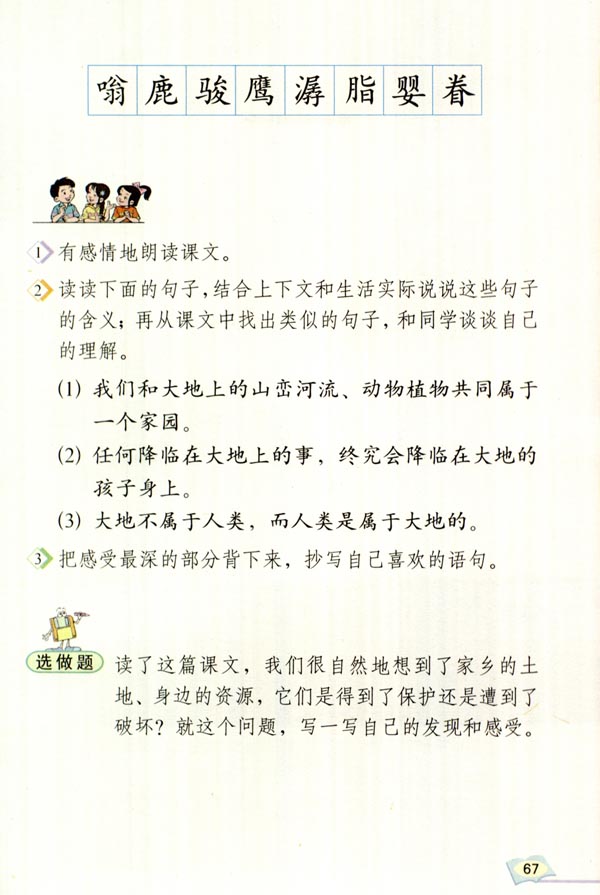 嗡鹿骏鹰潺脂婴眷
1 有感情地朗读课文。
2 读读下面的句子，结合上下文和生活实际说说这些句子
的含义；再从课文中找出类似的句子，和同学谈谈自己
的理解。
(1) 我们和大地上的山峦河流、动物植物共同属于
一个家园。
(2) 任何降临在大地上的事，终究会降临在大地的
孩子身上。
(3) 大地不属于人类，而人类是属于大地的。
3 把感受最深的部分背下来，抄写自己喜欢的语句。
选做题
读了这篇课文，我们很自然地想到了家乡的土
地、身边的资源，它们是得到了保护还是遭到了
破坏？就这个问题，写一写自己的发现和感受。
67